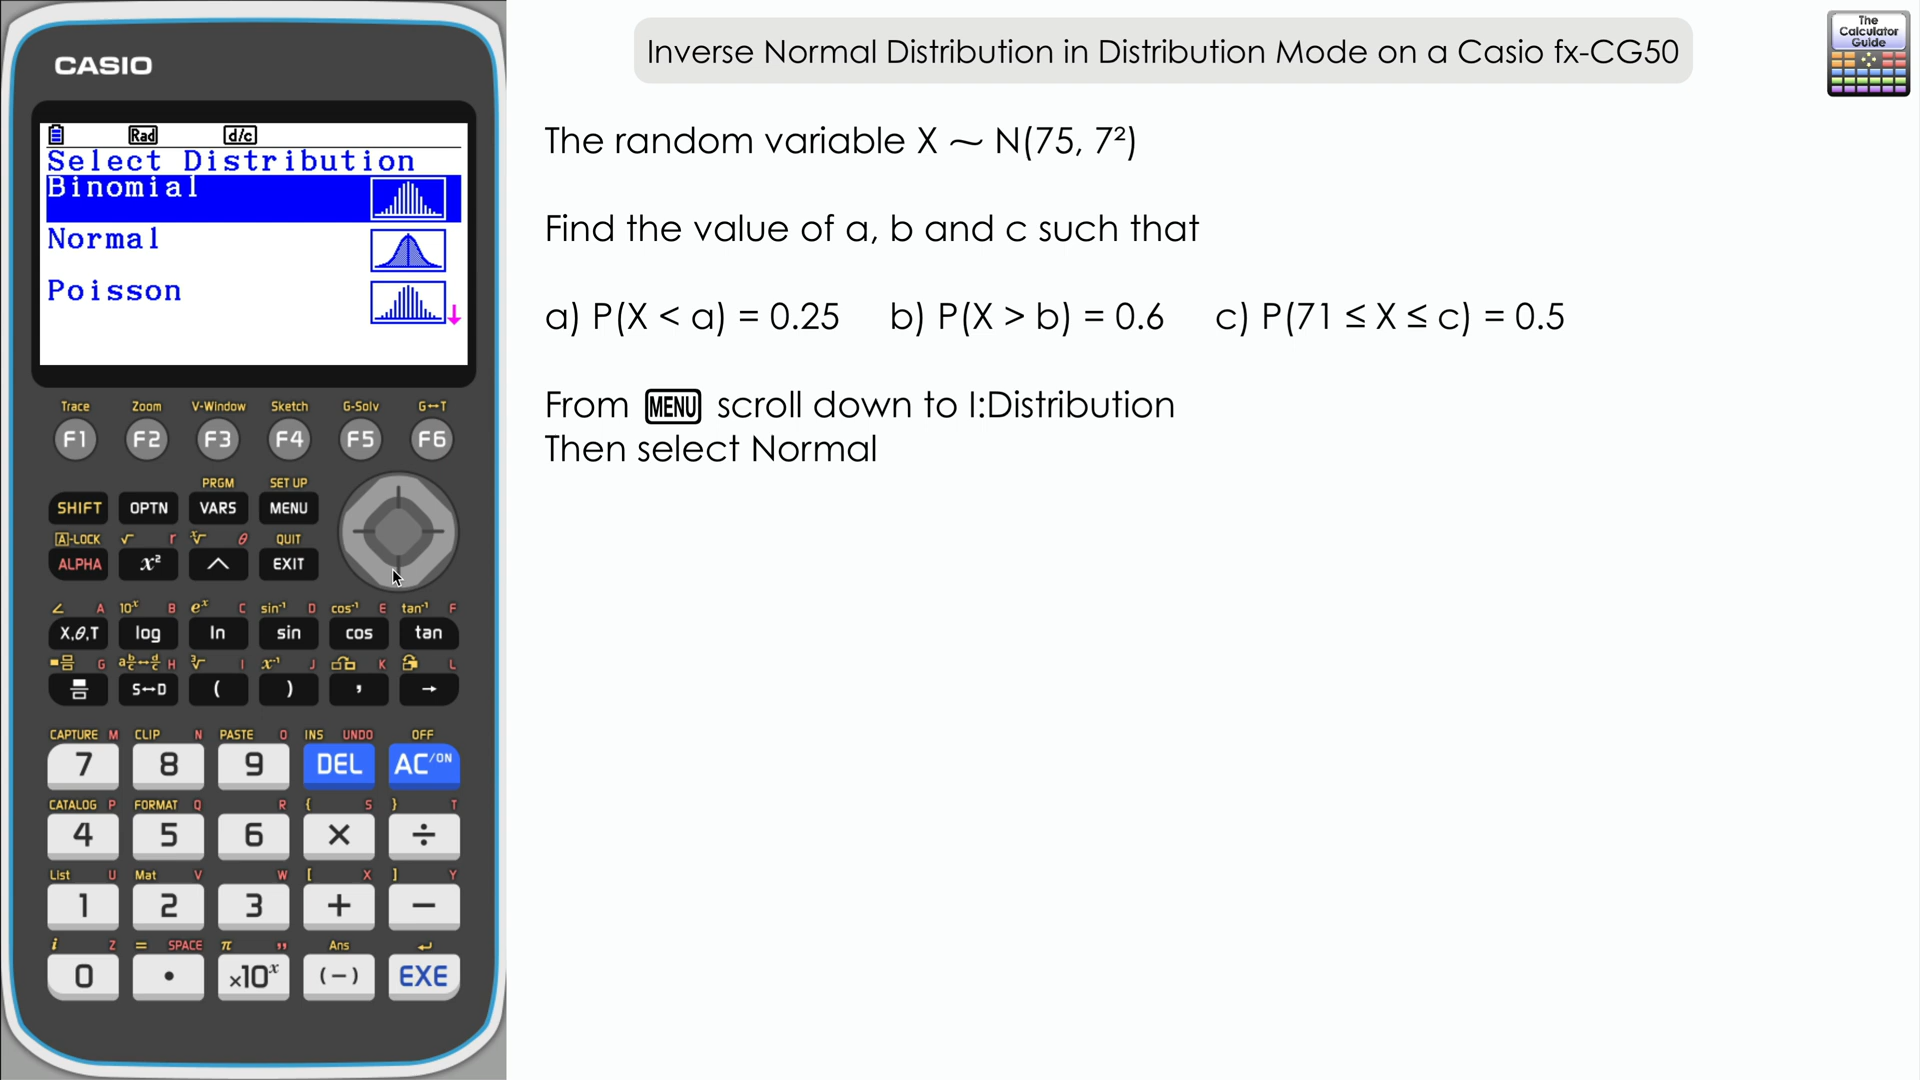 Inverse Normal Distribution in Distribution Mode on a Casio fx-CG50
The Calculator Guide
The random variable X ~ N(75, 7²)
Find the value of a, b and c such that
a) P(X < a) = 0.25 b) P(X > b) = 0.6 c) P(71 ≤ X ≤ c) = 0.5
From MENU scroll down to I:Distribution
Then select Normal
CASIO
Rad d/c
Select Distribution
Binomial
Normal
Poisson
Trace Zoom V-Window Sketch G-Solv G↔T
F1 F2 F3 F4 F5 F6
PRGM SET UP
SHIFT OPTN VARS MENU
A-LOCK √ r ˣ√ θ QUIT
ALPHA x² ^ EXIT
∠ A 10ˣ B eˣ C sin⁻¹ D cos⁻¹ E tan⁻¹ F
X,θ,T log ln sin cos tan
G a b/c↔d/c H ³√ I x⁻¹ J K L
S↔D ( ) , →
CAPTURE M CLIP N PASTE O INS UNDO OFF
7 8 9 DEL AC/ON
CATALOG P FORMAT Q R { S } T
4 5 6 × ÷
List U Mat V W [ X ] Y
1 2 3 + −
i Z = SPACE π " Ans ↵
0 • ×10ˣ (−) EXE